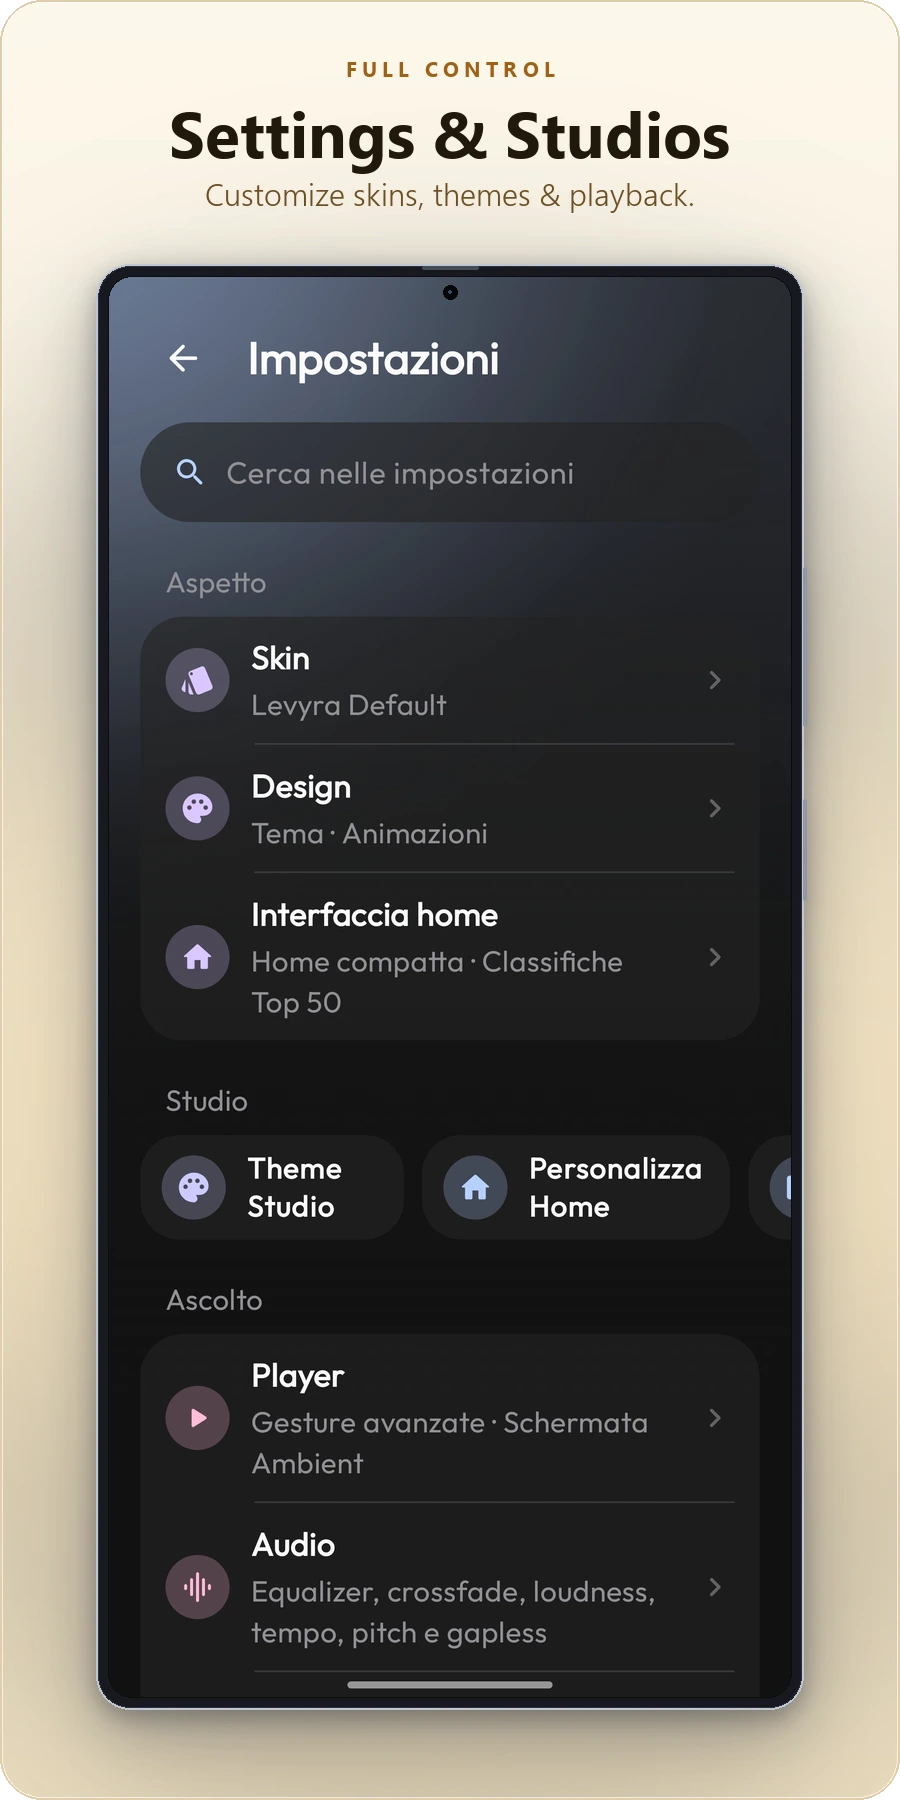 FULL CONTROL
Settings & Studios
Customize skins, themes & playback.
Impostazioni
Cerca nelle impostazioni
Aspetto
Skin
Levyra Default
Design
Tema · Animazioni
Interfaccia home
Home compatta · Classifiche
Top 50
Studio
Theme
Studio
Personalizza
Home
Ascolto
Player
Gesture avanzate · Schermata
Ambient
Audio
Equalizer, crossfade, loudness,
tempo, pitch e gapless